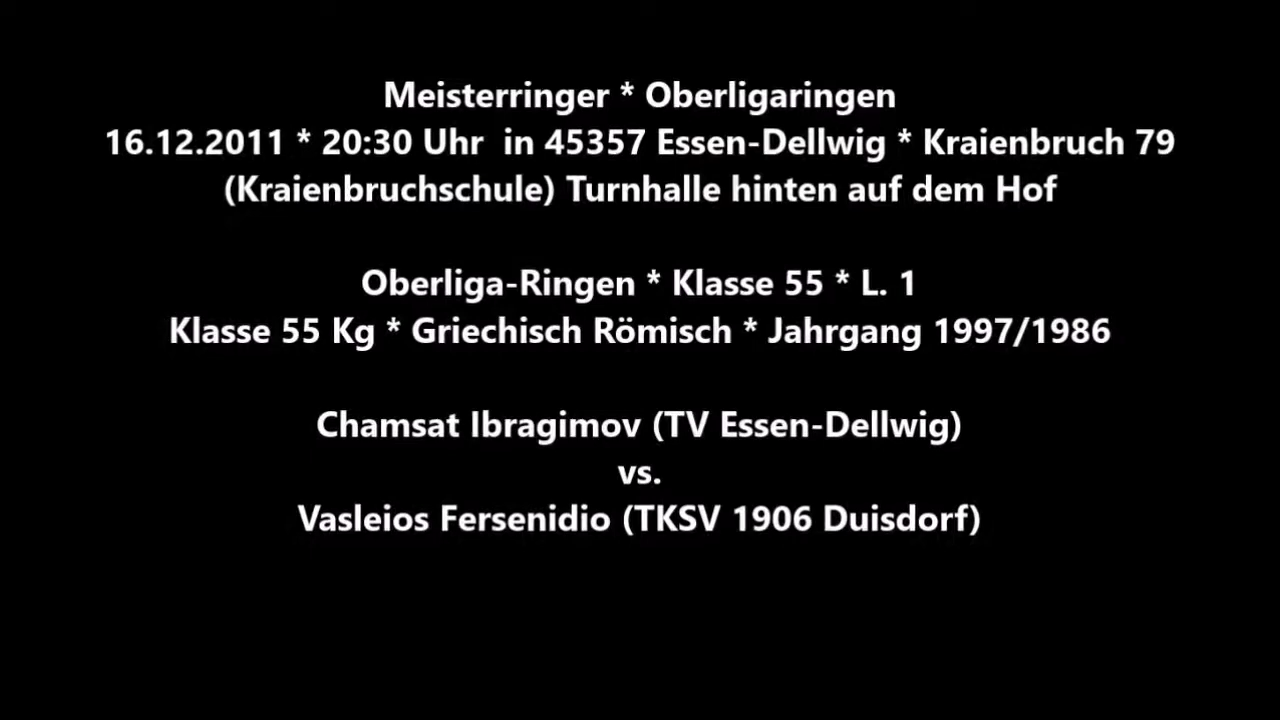 Meisterringer * Oberligaringen
16.12.2011 * 20:30 Uhr  in 45357 Essen-Dellwig * Kraienbruch 79
(Kraienbruchschule) Turnhalle hinten auf dem Hof
Oberliga-Ringen * Klasse 55 * L. 1
Klasse 55 Kg * Griechisch Römisch * Jahrgang 1997/1986
Chamsat Ibragimov (TV Essen-Dellwig)
vs.
Vasleios Fersenidio (TKSV 1906 Duisdorf)